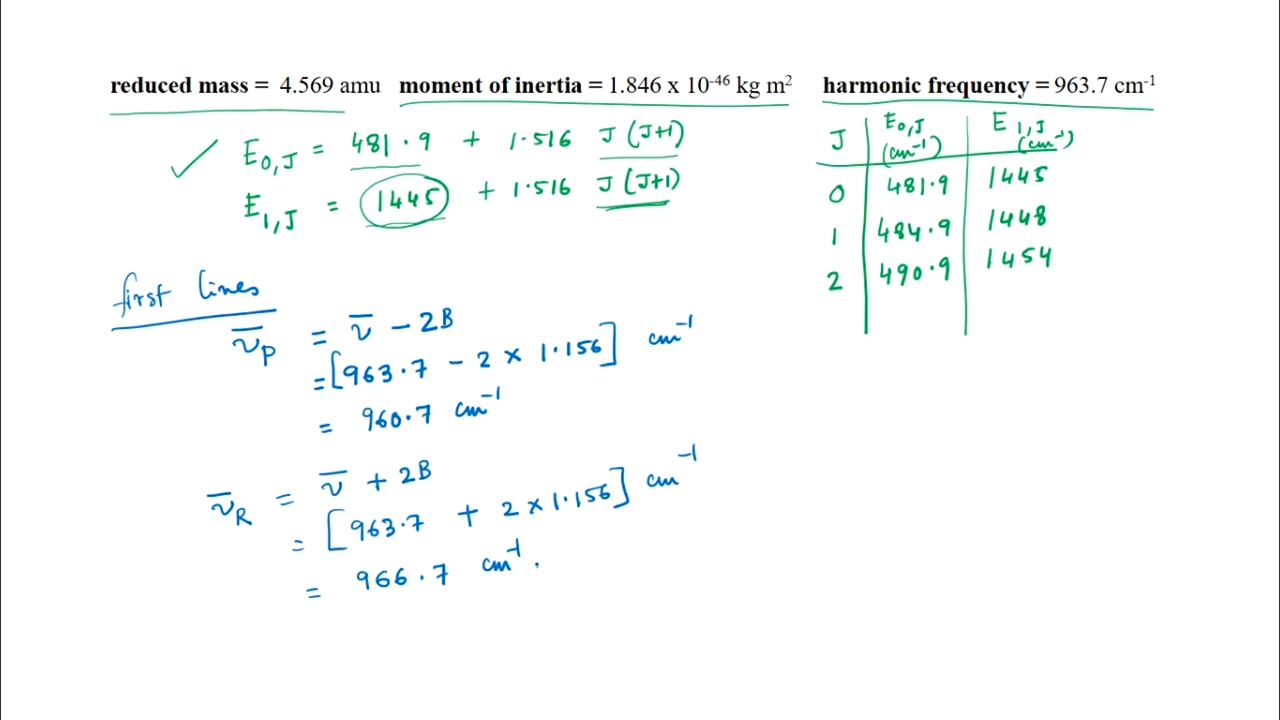 reduced mass = 4.569 amu moment of inertia = 1.846 x 10⁻⁴⁶ kg m² harmonic frequency = 963.7 cm⁻¹
✓ E₀,J = 481.9 + 1.516 J(J+1)
E₁,J = 1445 + 1.516 J(J+1)
J E₀,J (cm⁻¹) E₁,J (cm⁻¹)
0 481.9 1445
1 484.9 1448
2 490.9 1454
first lines
ν̅P = ν̅ - 2B
= [963.7 - 2 × 1.156] cm⁻¹
= 960.7 cm⁻¹
ν̅R = ν̅ + 2B
= [963.7 + 2 × 1.156] cm⁻¹
= 966.7 cm⁻¹.